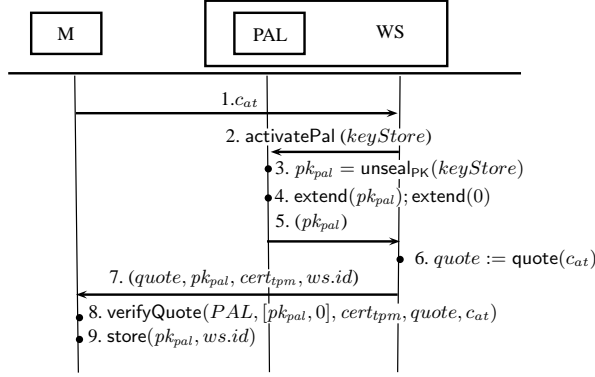 M PAL WS
1.c_at
2. activatePal (keyStore)
3. pk_pal = unseal_PK(keyStore)
4. extend(pk_pal); extend(0)
5. (pk_pal)
6. quote := quote(c_at)
7. (quote, pk_pal, cert_tpm, ws.id)
8. verifyQuote(PAL, [pk_pal, 0], cert_tpm, quote, c_at)
9. store(pk_pal, ws.id)